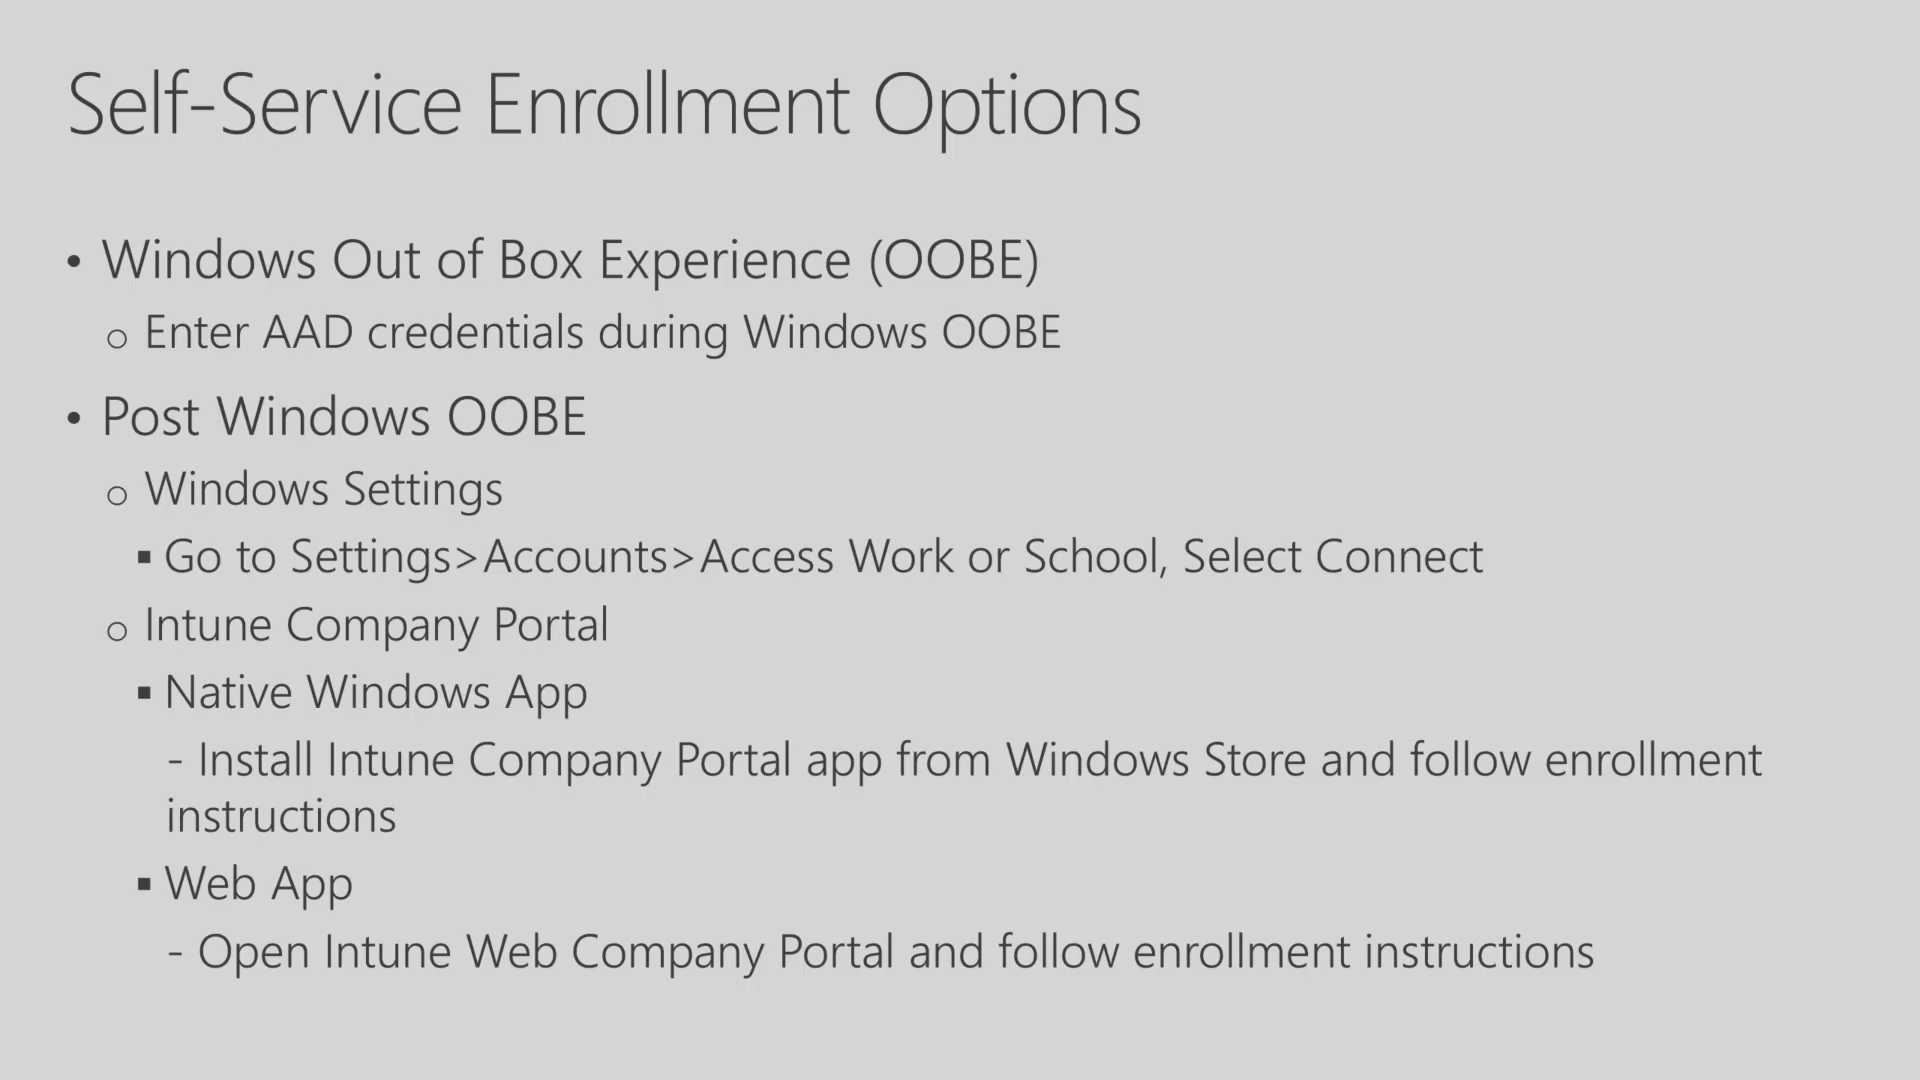 Self-Service Enrollment Options
• Windows Out of Box Experience (OOBE)
o Enter AAD credentials during Windows OOBE
• Post Windows OOBE
o Windows Settings
▪ Go to Settings>Accounts>Access Work or School, Select Connect
o Intune Company Portal
▪ Native Windows App
- Install Intune Company Portal app from Windows Store and follow enrollment
instructions
▪ Web App
- Open Intune Web Company Portal and follow enrollment instructions